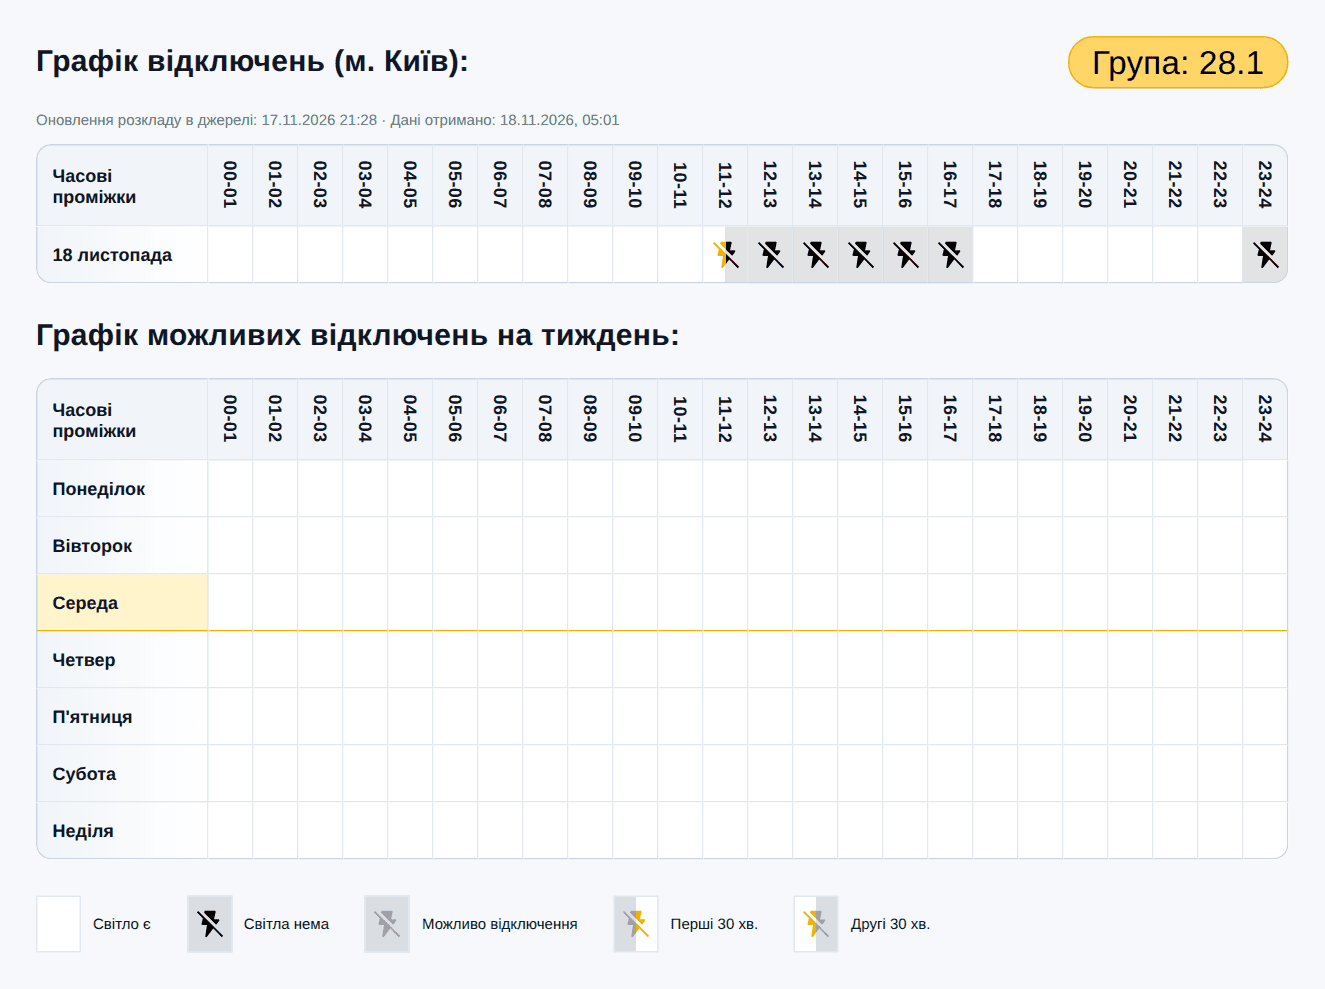 Графік відключень (м. Київ):
Група: 28.1
Оновлення розкладу в джерелі: 17.11.2026 21:28 · Дані отримано: 18.11.2026, 05:01
Часові проміжки 00-01 01-02 02-03 03-04 04-05 05-06 06-07 07-08 08-09 09-10 10-11 11-12 12-13 13-14 14-15 15-16 16-17 17-18 18-19 19-20 20-21 21-22 22-23 23-24
18 листопада
Графік можливих відключень на тиждень:
Часові проміжки 00-01 01-02 02-03 03-04 04-05 05-06 06-07 07-08 08-09 09-10 10-11 11-12 12-13 13-14 14-15 15-16 16-17 17-18 18-19 19-20 20-21 21-22 22-23 23-24
Понеділок
Вівторок
Середа
Четвер
П'ятниця
Субота
Неділя
Світло є Світла нема Можливо відключення Перші 30 хв. Другі 30 хв.